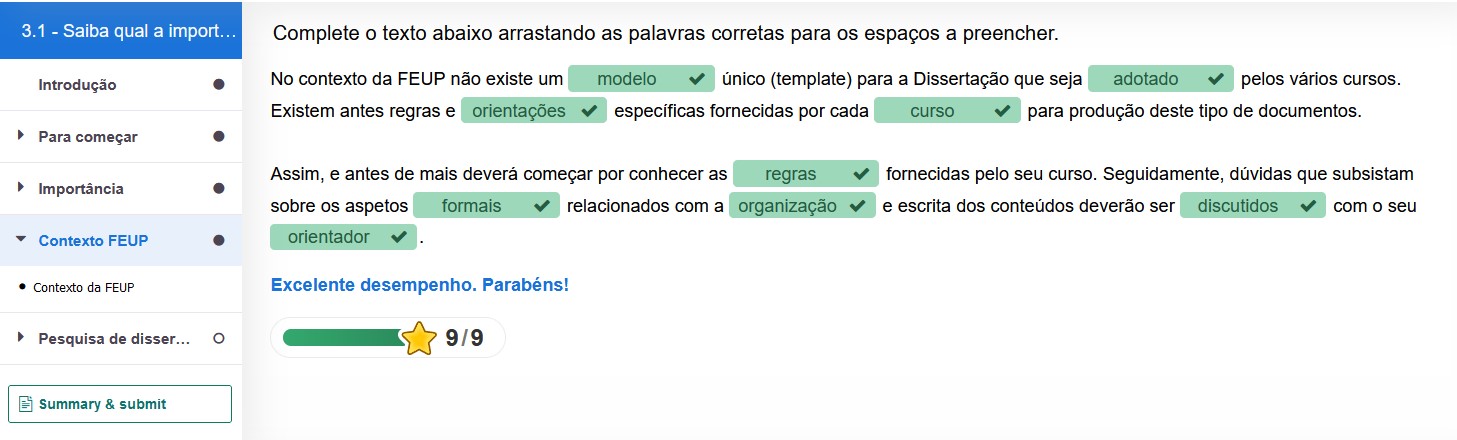 3.1 - Saiba qual a import...
Introdução
Para começar
Importância
Contexto FEUP
Contexto da FEUP
Pesquisa de disser...
Summary & submit
Complete o texto abaixo arrastando as palavras corretas para os espaços a preencher.
No contexto da FEUP não existe um modelo único (template) para a Dissertação que seja adotado pelos vários cursos.
Existem antes regras e orientações específicas fornecidas por cada curso para produção deste tipo de documentos.
Assim, e antes de mais deverá começar por conhecer as regras fornecidas pelo seu curso. Seguidamente, dúvidas que subsistam
sobre os aspetos formais relacionados com a organização e escrita dos conteúdos deverão ser discutidos com o seu
orientador .
Excelente desempenho. Parabéns!
9/9